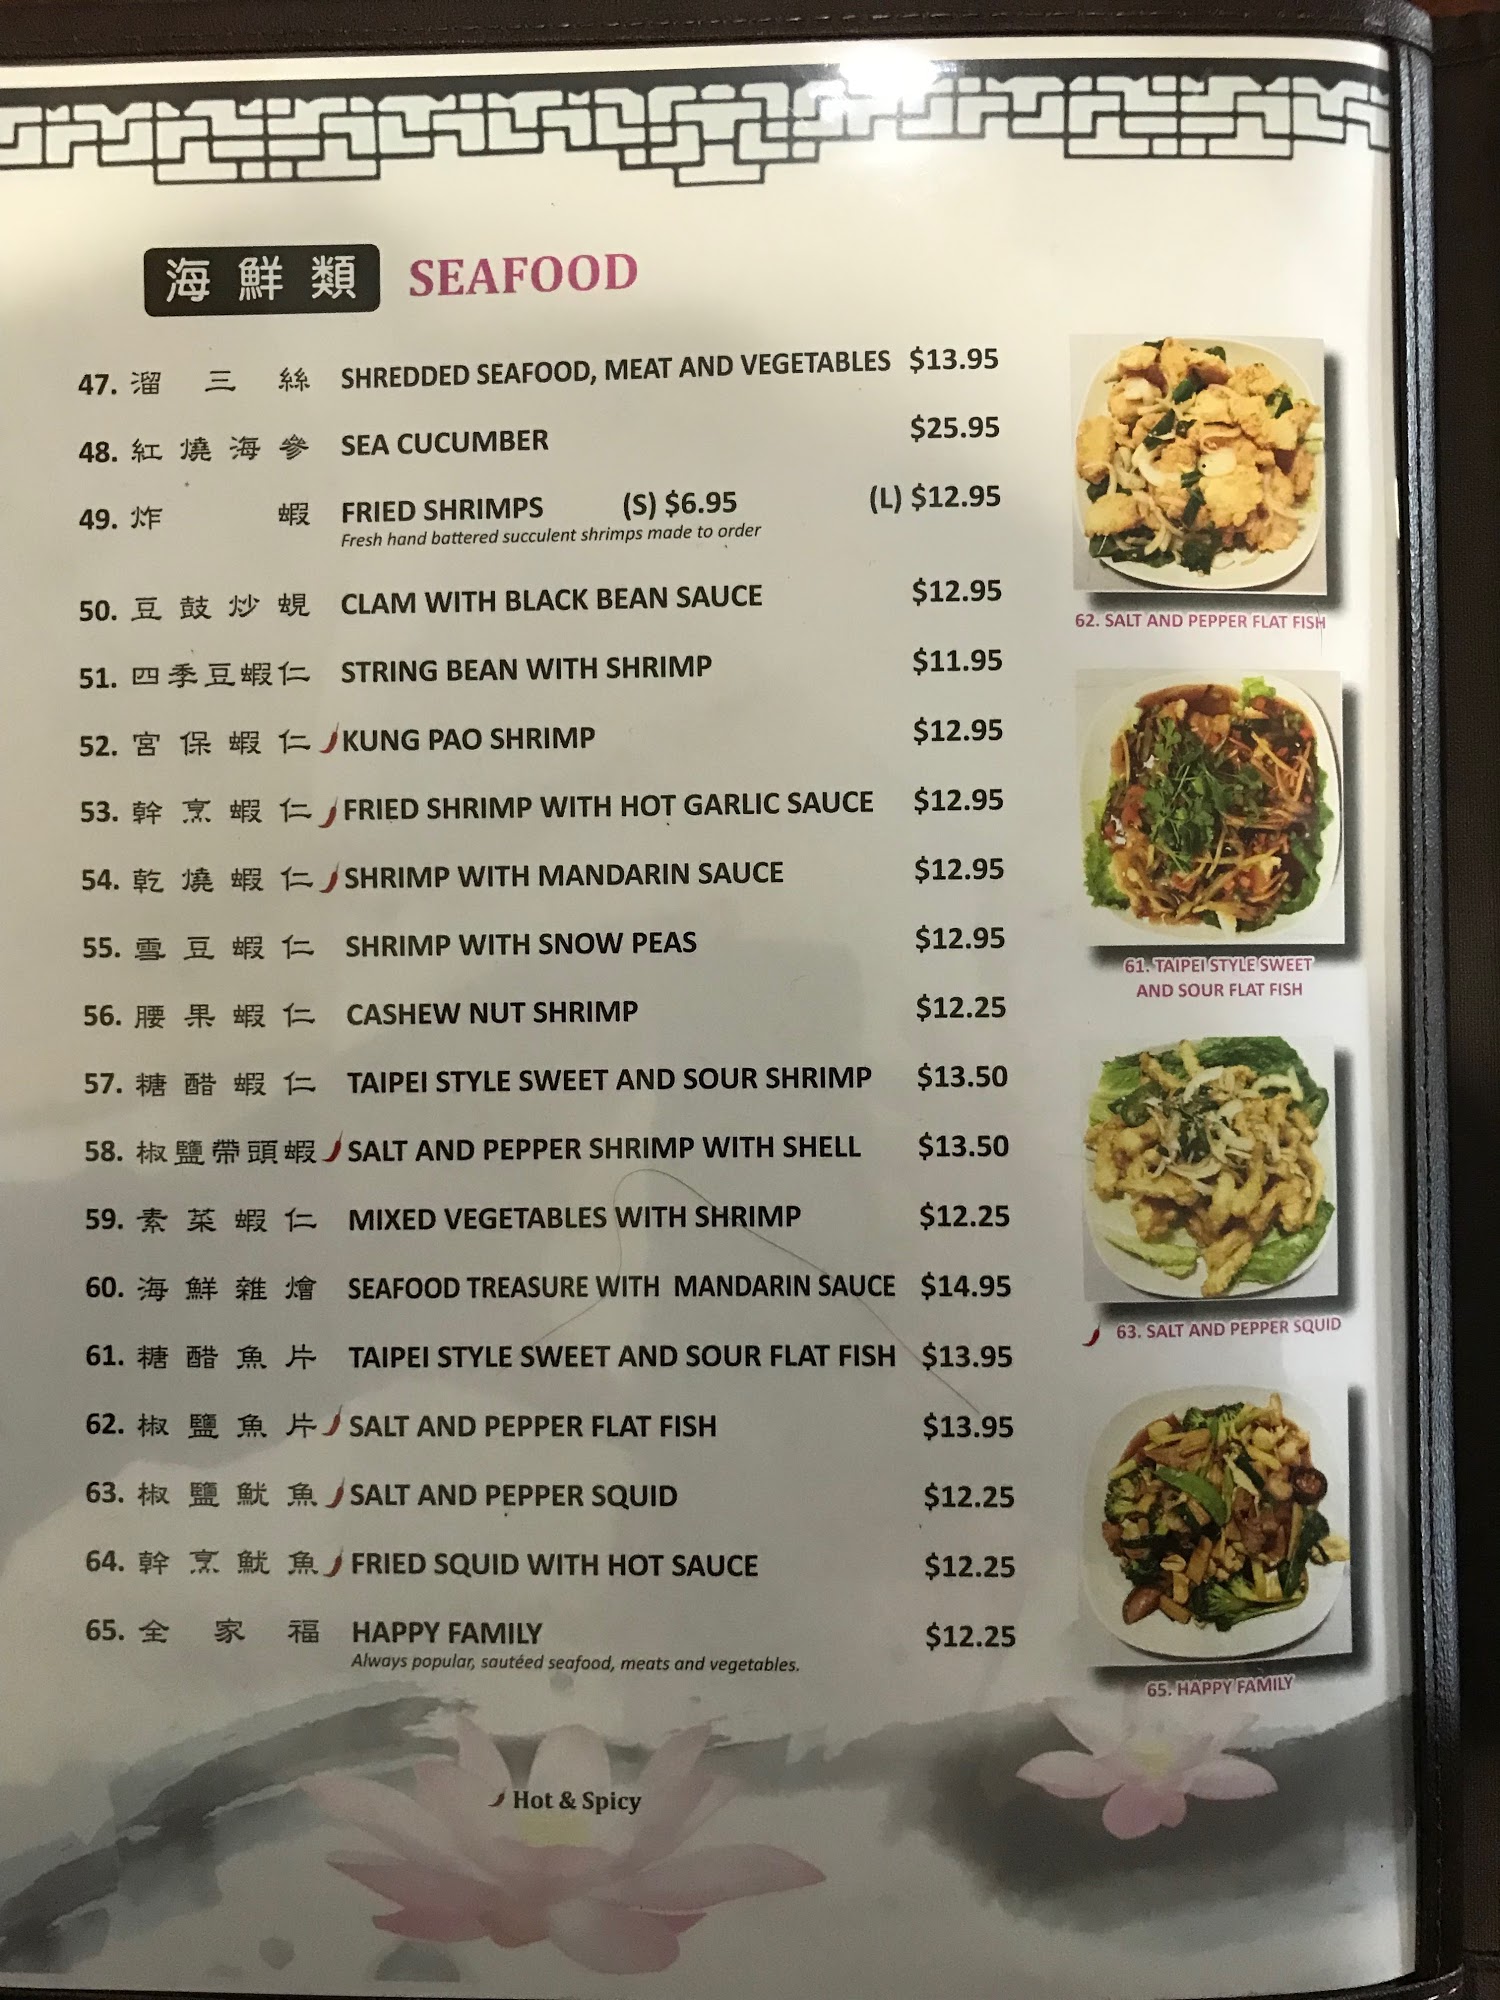 海鮮類 SEAFOOD
47. 溜三絲 SHREDDED SEAFOOD, MEAT AND VEGETABLES $13.95
48. 紅燒海參 SEA CUCUMBER $25.95
49. 炸蝦 FRIED SHRIMPS (S) $6.95 (L) $12.95
Fresh hand battered succulent shrimps made to order
50. 豆鼓炒蜆 CLAM WITH BLACK BEAN SAUCE $12.95
51. 四季豆蝦仁 STRING BEAN WITH SHRIMP $11.95
52. 宮保蝦仁 KUNG PAO SHRIMP $12.95
53. 幹烹蝦仁 FRIED SHRIMP WITH HOT GARLIC SAUCE $12.95
54. 乾燒蝦仁 SHRIMP WITH MANDARIN SAUCE $12.95
55. 雪豆蝦仁 SHRIMP WITH SNOW PEAS $12.95
56. 腰果蝦仁 CASHEW NUT SHRIMP $12.25
57. 糖醋蝦仁 TAIPEI STYLE SWEET AND SOUR SHRIMP $13.50
58. 椒鹽帶頭蝦 SALT AND PEPPER SHRIMP WITH SHELL $13.50
59. 素菜蝦仁 MIXED VEGETABLES WITH SHRIMP $12.25
60. 海鮮雜燴 SEAFOOD TREASURE WITH MANDARIN SAUCE $14.95
61. 糖醋魚片 TAIPEI STYLE SWEET AND SOUR FLAT FISH $13.95
62. 椒鹽魚片 SALT AND PEPPER FLAT FISH $13.95
63. 椒鹽魷魚 SALT AND PEPPER SQUID $12.25
64. 幹烹魷魚 FRIED SQUID WITH HOT SAUCE $12.25
65. 全家福 HAPPY FAMILY $12.25
Always popular, sautéed seafood, meats and vegetables.
Hot & Spicy
62. SALT AND PEPPER FLAT FISH
61. TAIPEI STYLE SWEET
AND SOUR FLAT FISH
63. SALT AND PEPPER SQUID
65. HAPPY FAMILY